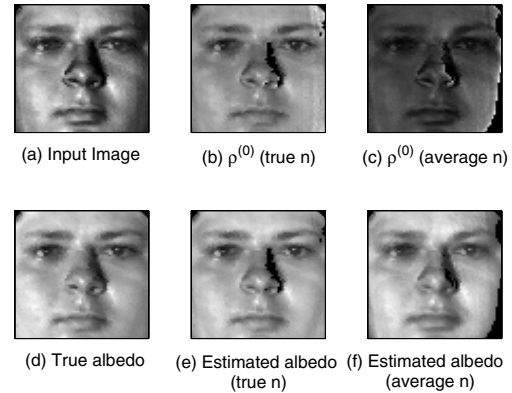 (a) Input Image
(b) ρ⁽⁰⁾ (true n)
(c) ρ⁽⁰⁾ (average n)
(d) True albedo
(e) Estimated albedo
(true n)
(f) Estimated albedo
(average n)